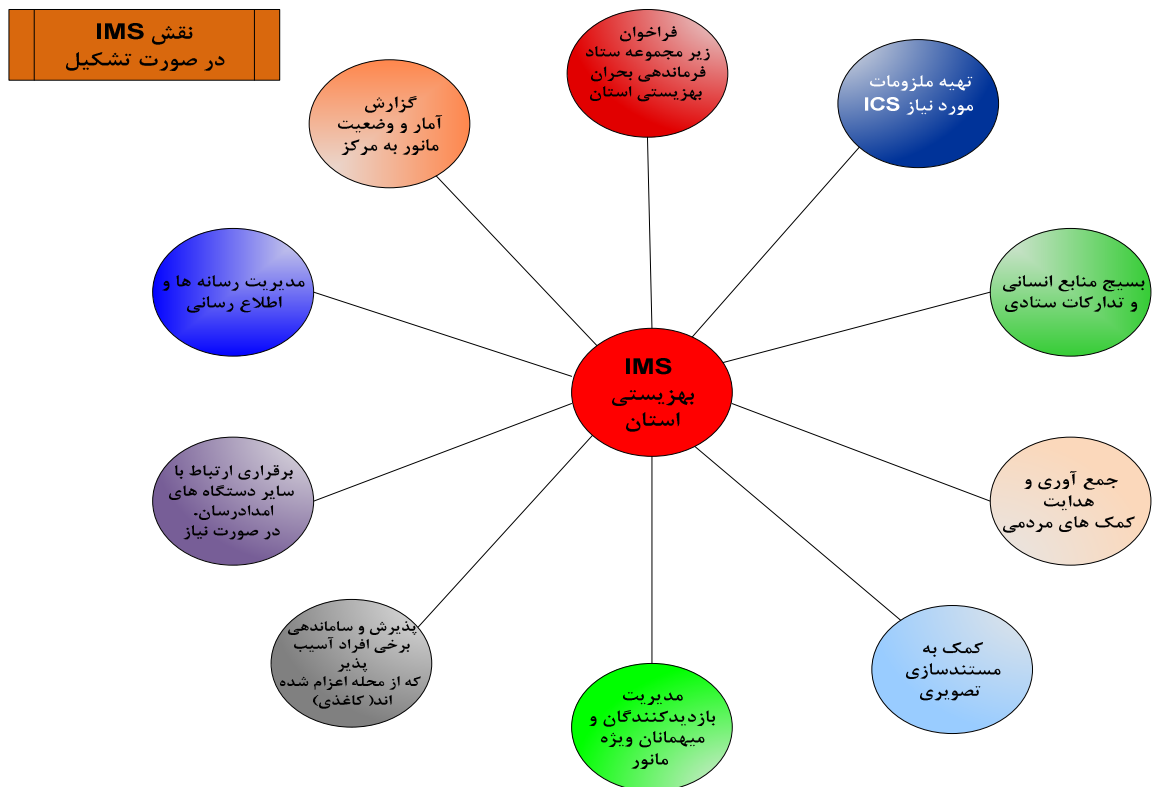 نقش IMS
در صورت تشکیل
فراخوان
زیر مجموعه ستاد
فرماندهی بحران
بهزیستی استان
تهیه ملزومات
مورد نیاز ICS
گزارش
آمار و وضعیت
مانور به مرکز
بسیج منابع انسانی
و تدارکات ستادی
مدیریت رسانه ها و
اطلاع رسانی
IMS
بهزیستی
استان
جمع آوری و
هدایت
کمک های مردمی
برقراری ارتباط با
سایر دستگاه های
امدادرسان-
در صورت نیاز
کمک به
مستندسازی
تصویری
مدیریت
بازدیدکنندگان و
میهمانان ویژه
مانور
پذیرش و ساماندهی
برخی افراد آسیب
پذیر
که از محله اعزام شده
اند( کاغذی)